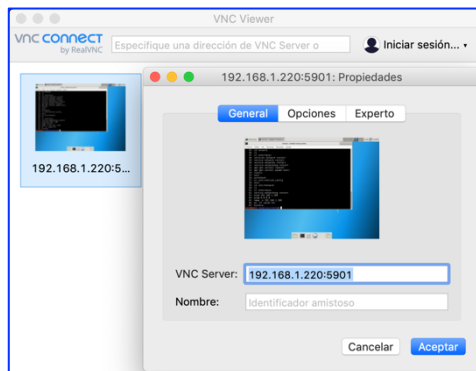 VNC Viewer
vnc connect
by RealVNC
Especifique una dirección de VNC Server o
Iniciar sesión...
192.168.1.220:5...
192.168.1.220:5901: Propiedades
General
Opciones
Experto
VNC Server:
192.168.1.220:5901
Nombre:
Identificador amistoso
Cancelar
Aceptar